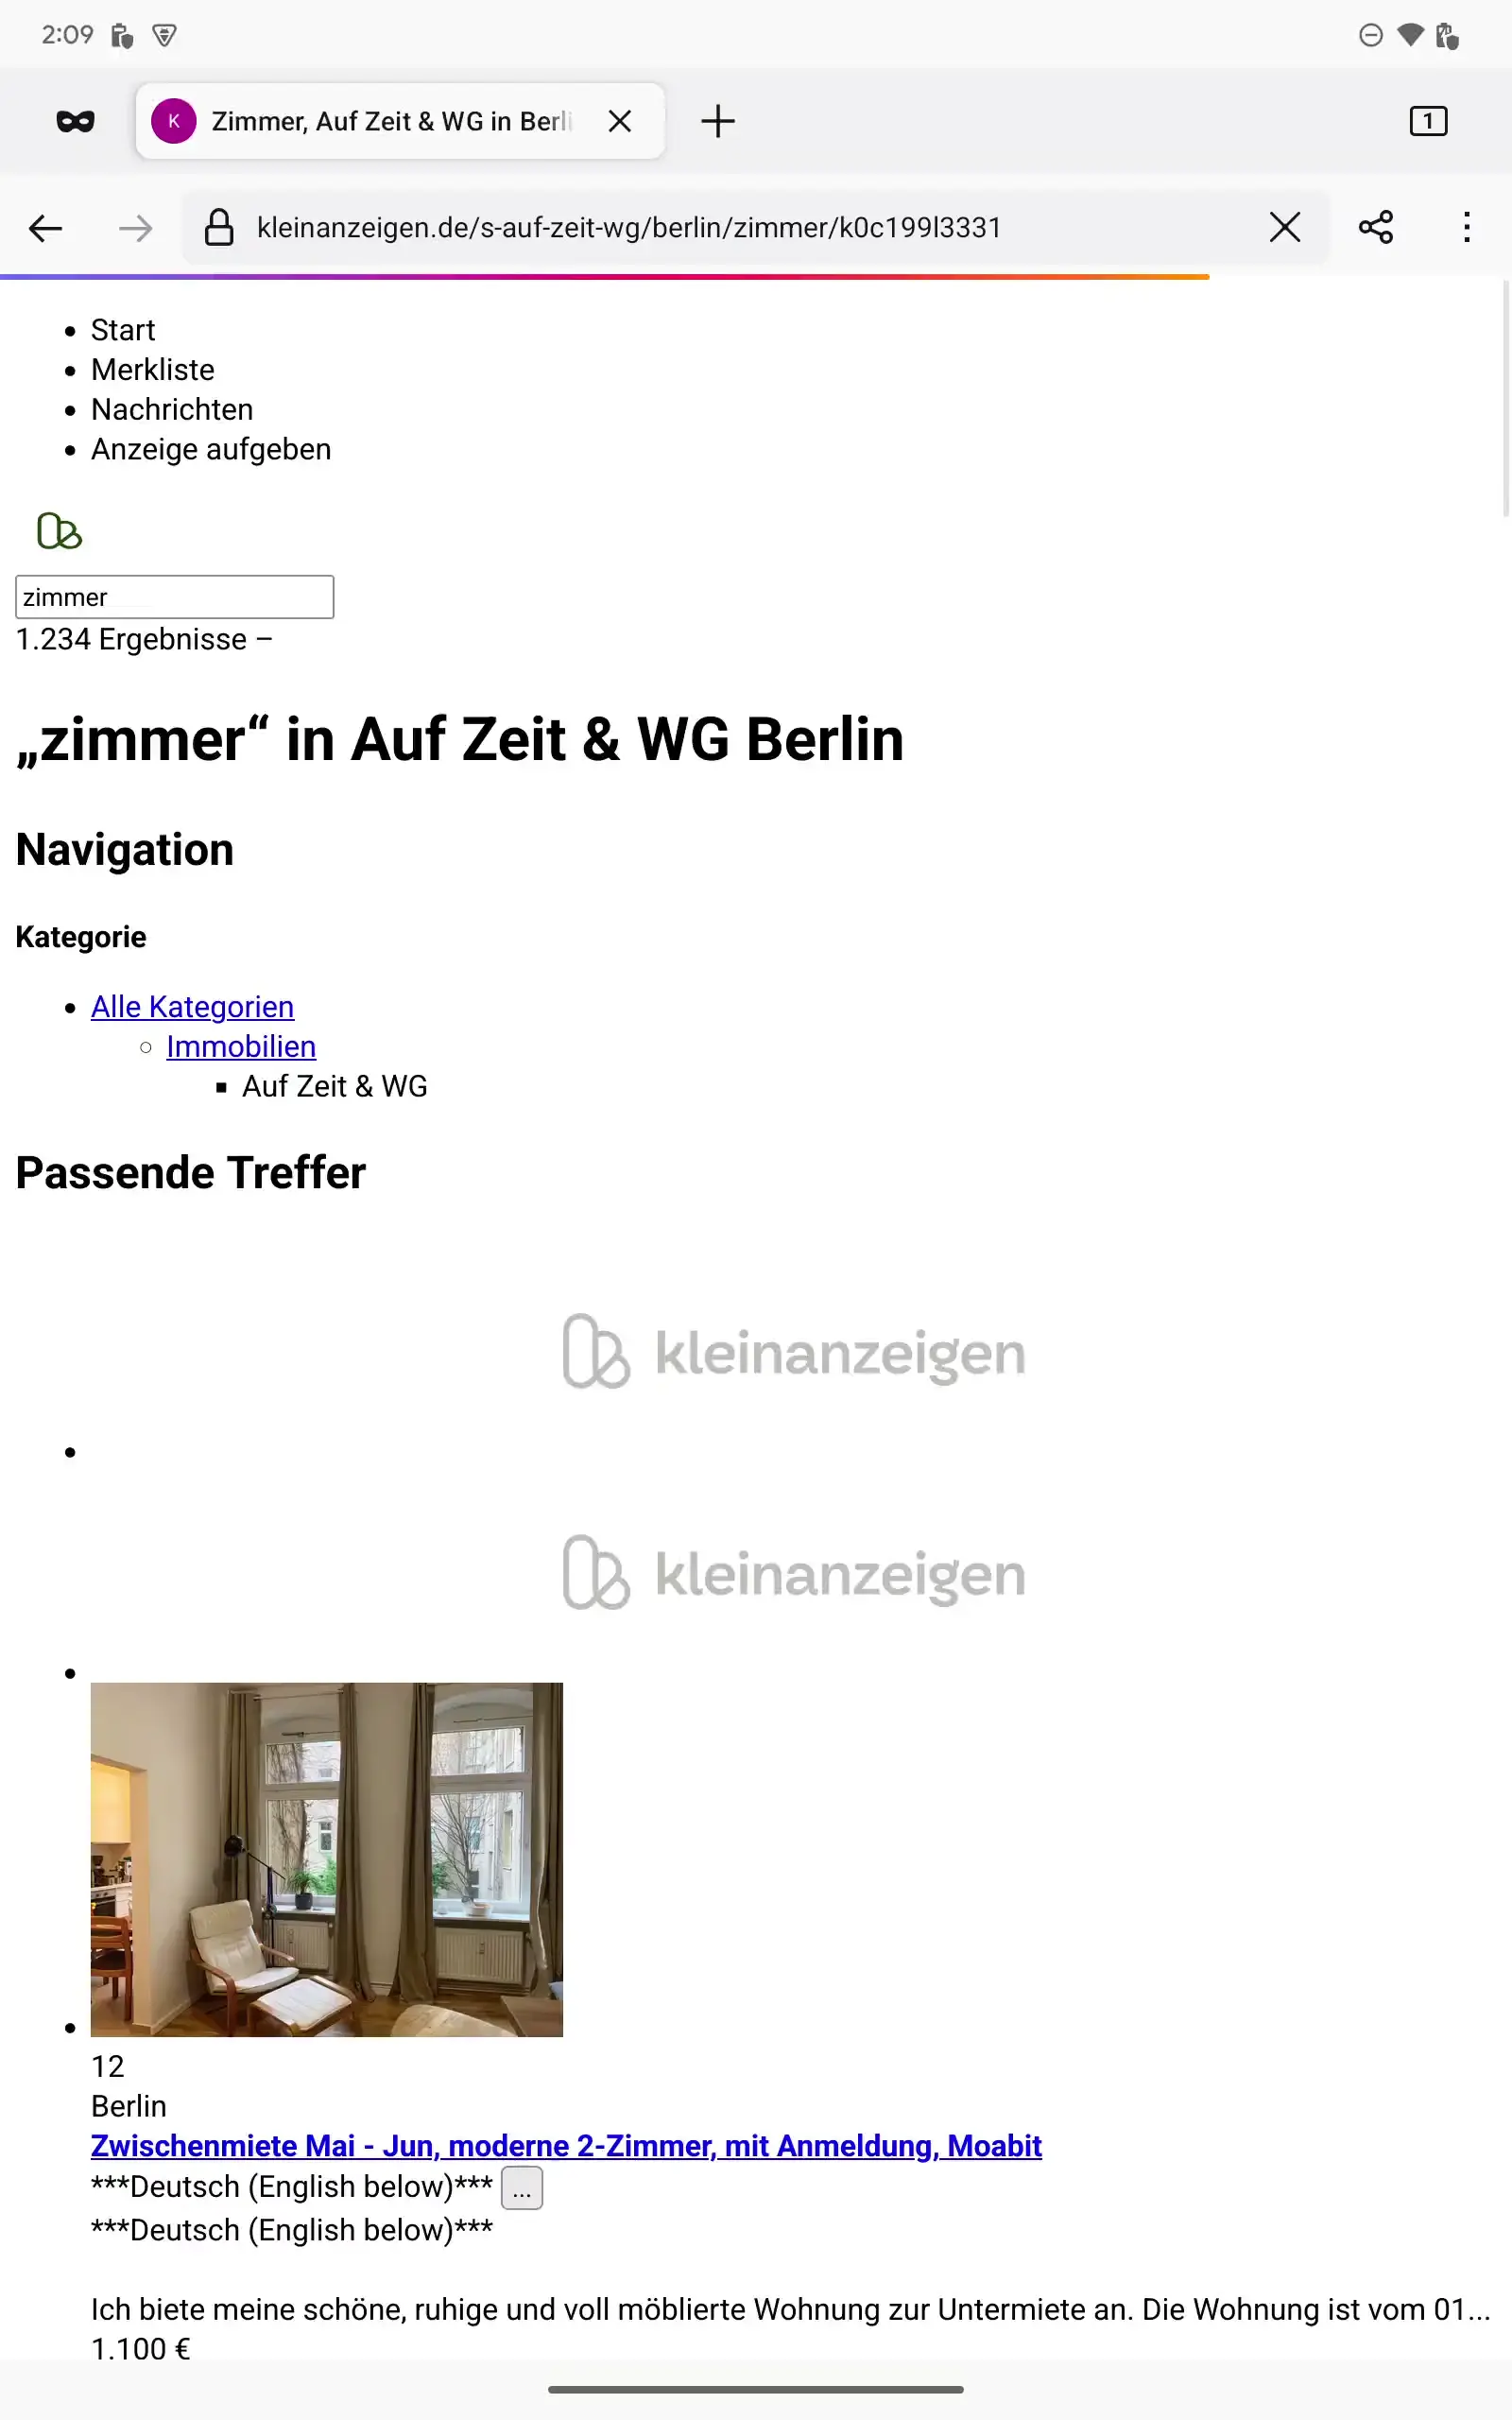 2:09
K Zimmer, Auf Zeit & WG in Berli
1
kleinanzeigen.de/s-auf-zeit-wg/berlin/zimmer/k0c199l3331
Start
Merkliste
Nachrichten
Anzeige aufgeben
zimmer
1.234 Ergebnisse –
„zimmer“ in Auf Zeit & WG Berlin
Navigation
Kategorie
Alle Kategorien
Immobilien
Auf Zeit & WG
Passende Treffer
kleinanzeigen
kleinanzeigen
12
Berlin
Zwischenmiete Mai - Jun, moderne 2-Zimmer, mit Anmeldung, Moabit
***Deutsch (English below)*** ...
***Deutsch (English below)***
Ich biete meine schöne, ruhige und voll möblierte Wohnung zur Untermiete an. Die Wohnung ist vom 01...
1.100 €